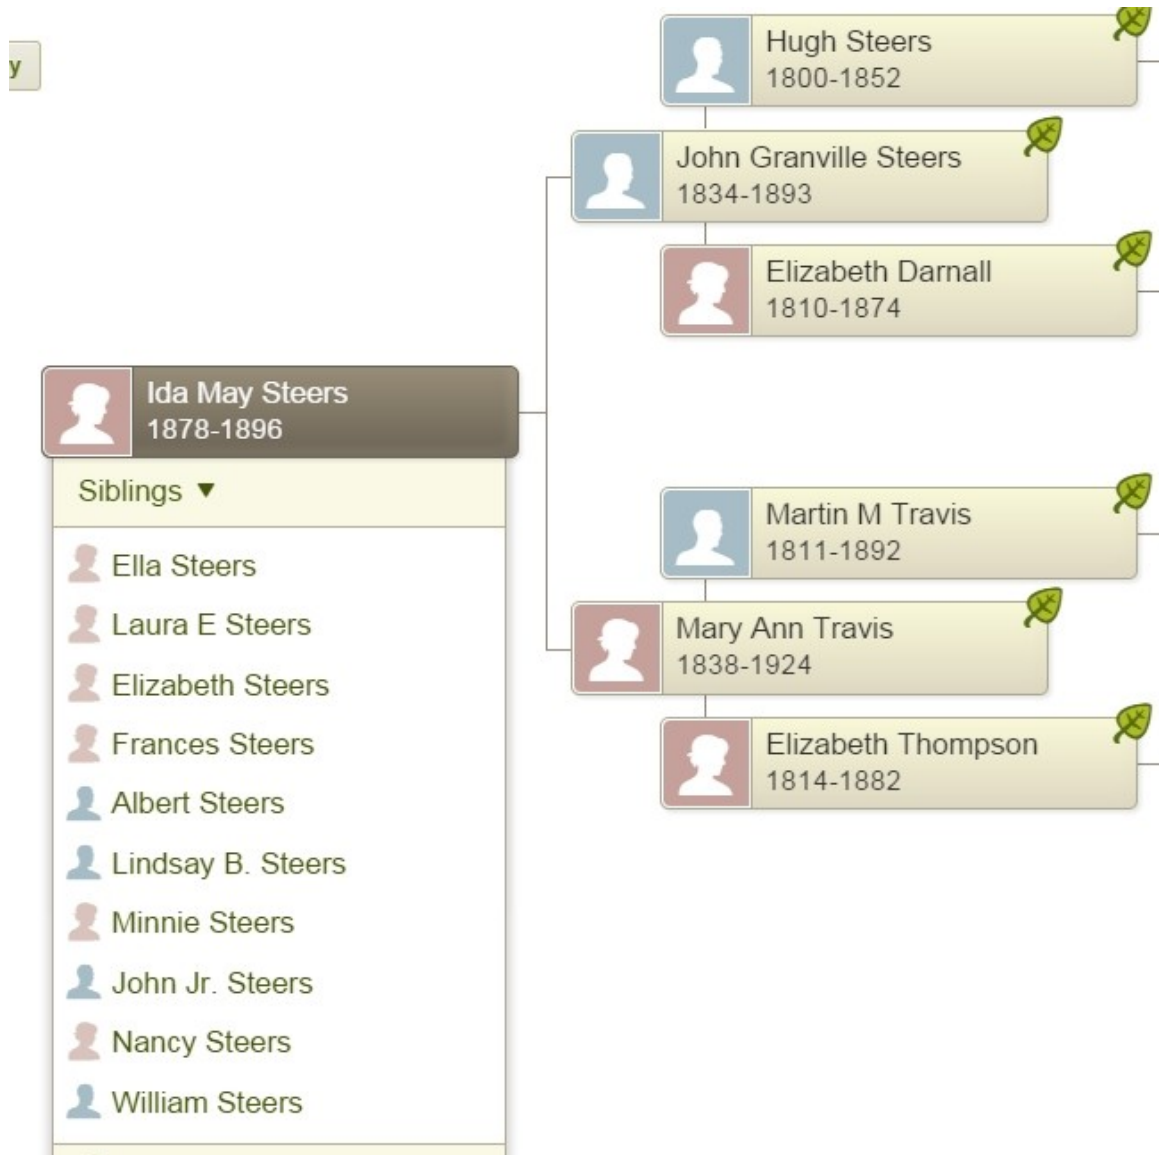 y
Hugh Steers
1800-1852
John Granville Steers
1834-1893
Elizabeth Darnall
1810-1874
Ida May Steers
1878-1896
Siblings ▼
Ella Steers
Laura E Steers
Elizabeth Steers
Frances Steers
Albert Steers
Lindsay B. Steers
Minnie Steers
John Jr. Steers
Nancy Steers
William Steers
Martin M Travis
1811-1892
Mary Ann Travis
1838-1924
Elizabeth Thompson
1814-1882